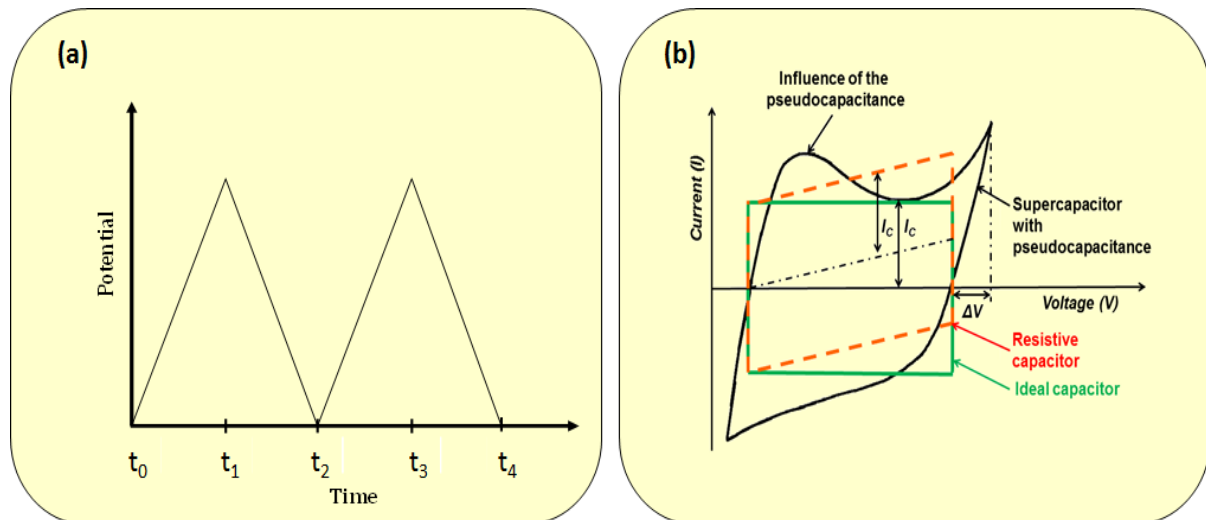 (a)
Potential
t0
t1
t2
t3
t4
Time
(b)
Influence of the
pseudocapacitance
Current (I)
IC
IC
Supercapacitor
with
pseudocapacitance
Voltage (V)
ΔV
Resistive
capacitor
Ideal capacitor